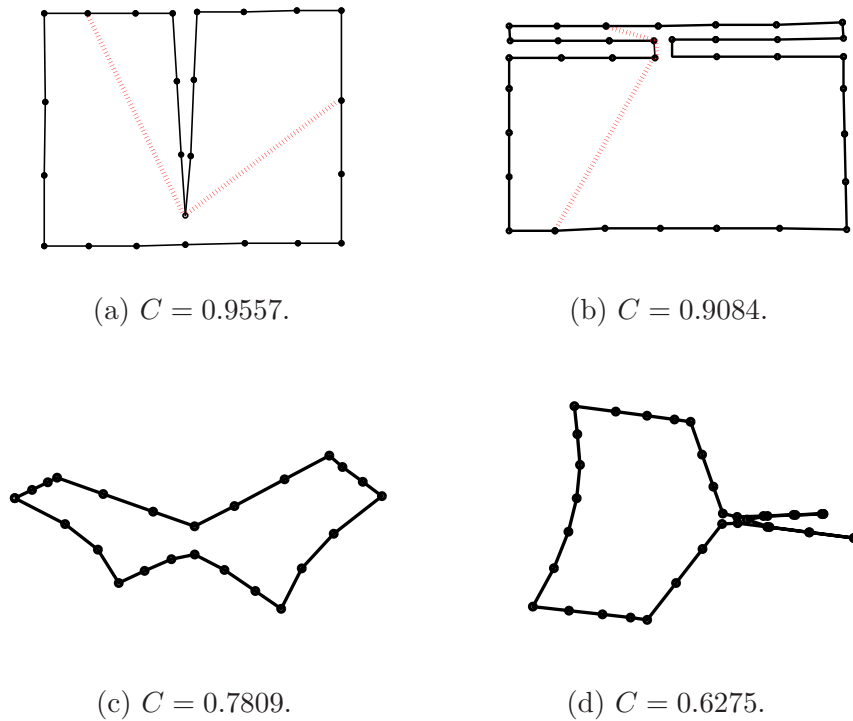 (a) C = 0.9557.
(b) C = 0.9084.
(c) C = 0.7809.
(d) C = 0.6275.